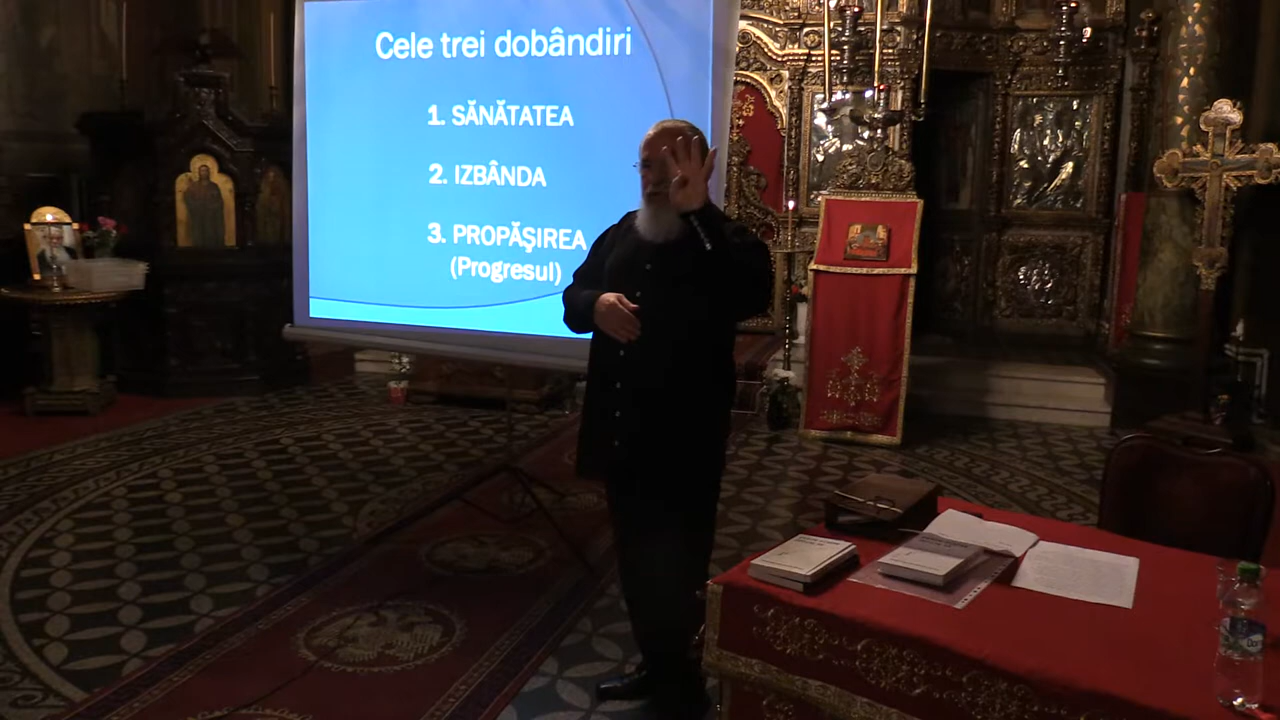 Cele trei dobândiri
1. SĂNĂTATEA
2. IZBÂNDA
3. PROPĂŞIREA
(Progresul)